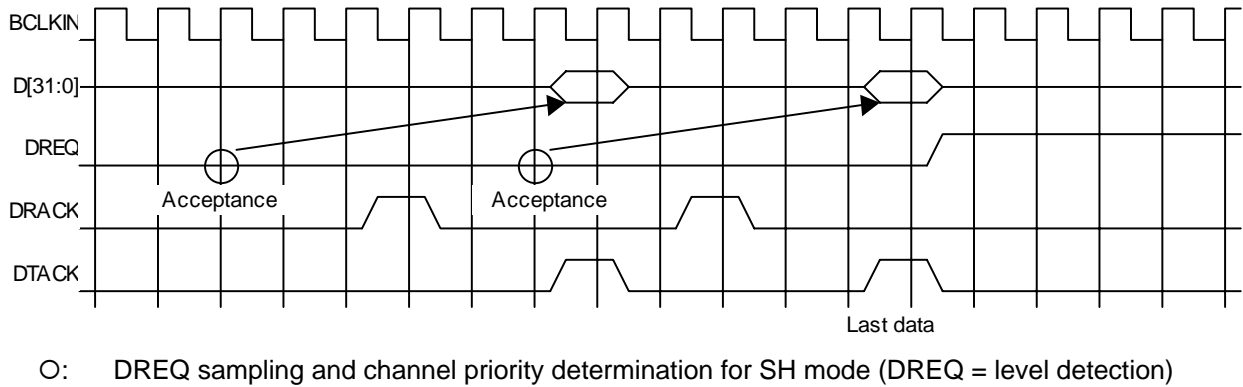 BCLKIN
D[31:0]
DREQ
Acceptance Acceptance
DRACK
DTACK
Last data
O: DREQ sampling and channel priority determination for SH mode (DREQ = level detection)